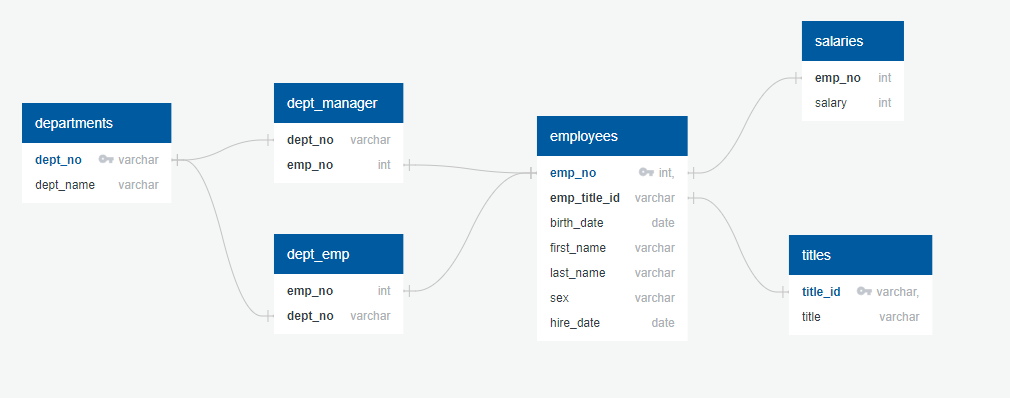 departments
dept_no varchar
dept_name varchar
dept_manager
dept_no varchar
emp_no int
dept_emp
emp_no int
dept_no varchar
employees
emp_no int,
emp_title_id varchar
birth_date date
first_name varchar
last_name varchar
sex varchar
hire_date date
salaries
emp_no int
salary int
titles
title_id varchar,
title varchar